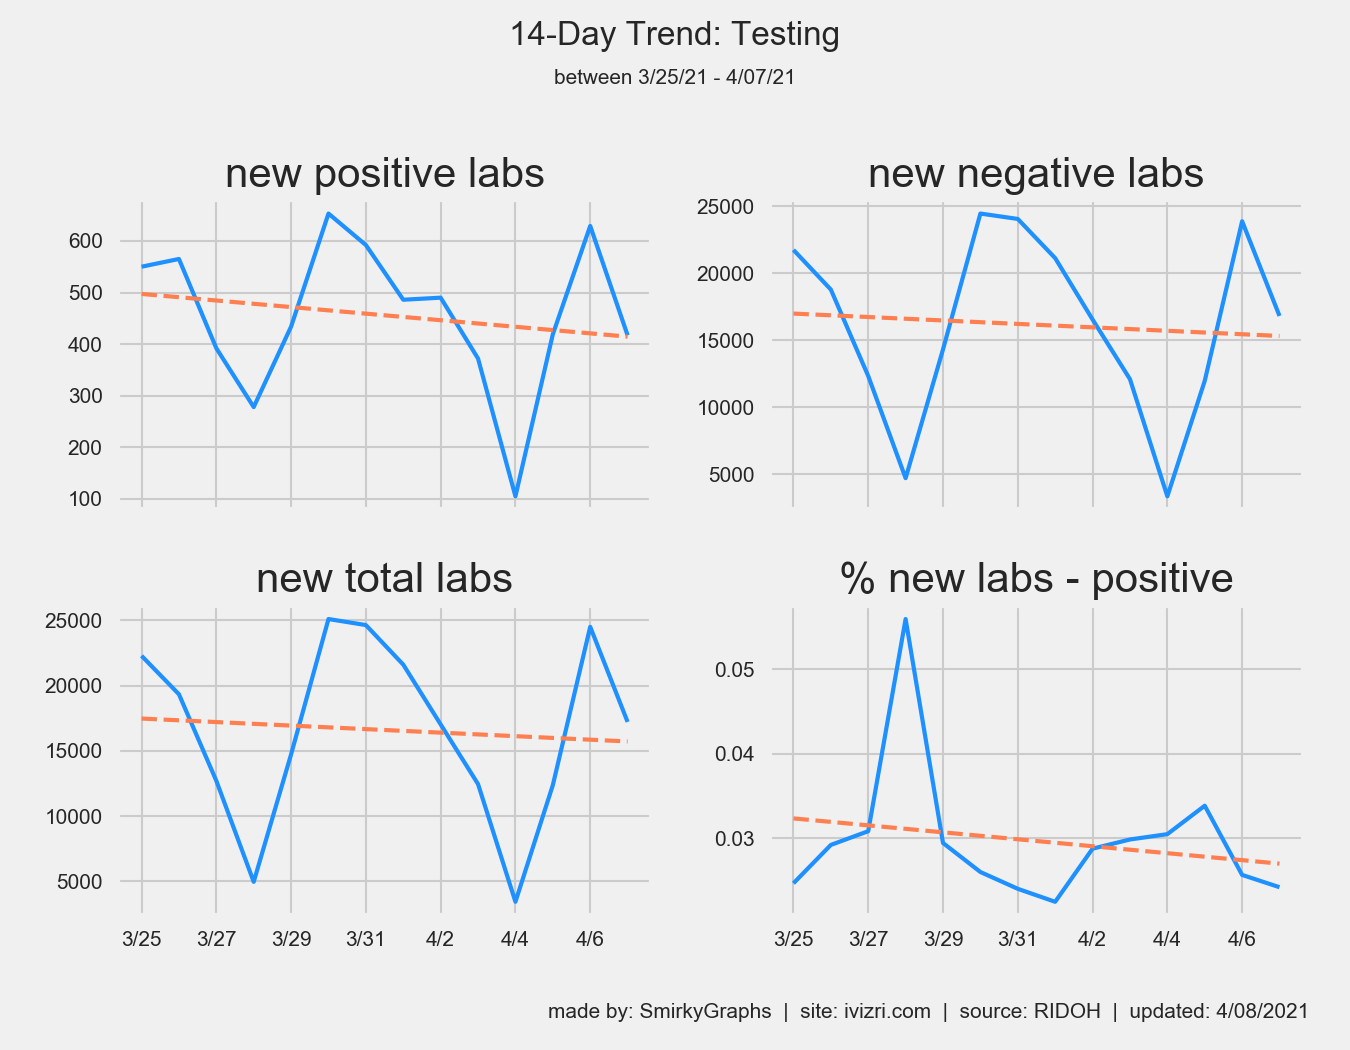 14-Day Trend: Testing
between 3/25/21 - 4/07/21
new positive labs
600
500
400
300
200
100
new negative labs
25000
20000
15000
10000
5000
new total labs
25000
20000
15000
10000
5000
3/25 3/27 3/29 3/31 4/2 4/4 4/6
% new labs - positive
0.05
0.04
0.03
3/25 3/27 3/29 3/31 4/2 4/4 4/6
made by: SmirkyGraphs | site: ivizri.com | source: RIDOH | updated: 4/08/2021